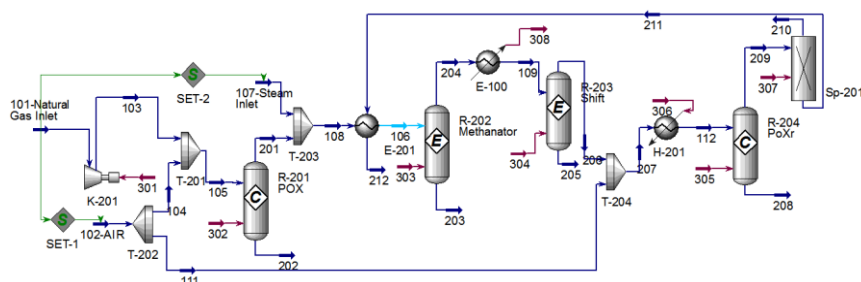 211
210
308
204
209
E-100
109
R-203
Shift
Sp-201
SET-2
107-Steam
Inlet
101-Natural
Gas Inlet
103
R-202
Methanator
307
306
R-204
PoXr
201
108
106
E-201
T-203
T-201
304
206
205
H-201
112
207
301
K-201
104
105
R-201
POX
212
303
T-204
305
SET-1
102-AIR
T-202
302
203
208
202
111